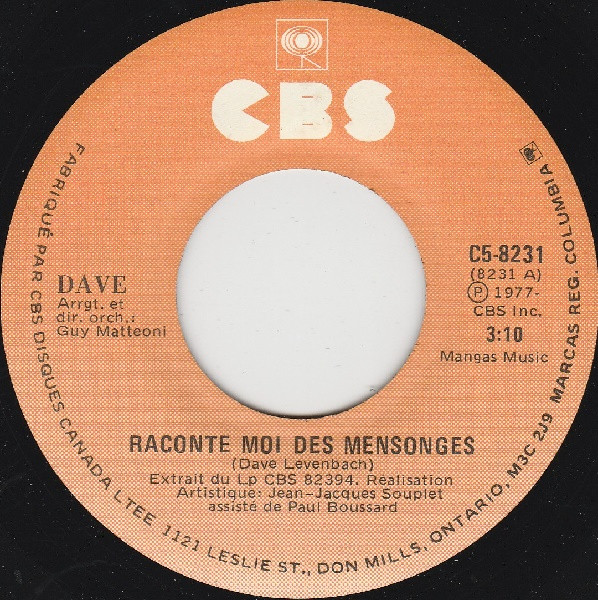 CBS
DAVE
Arrgt. et
dir. orch.:
Guy Matteoni
C5-8231
(8231 A)
Ⓟ 1977-
CBS Inc.
3:10
Mangas Music
RACONTE MOI DES MENSONGES
(Dave Levenbach)
Extrait du Lp CBS 82394. Réalisation
Artistique: Jean-Jacques Souplet
assisté de Paul Boussard
FABRIQUÉ PAR CBS DISQUES CANADA LTEE 1121 LESLIE ST., DON MILLS, ONTARIO, M3C 2J9 MARCAS REG. COLUMBIA